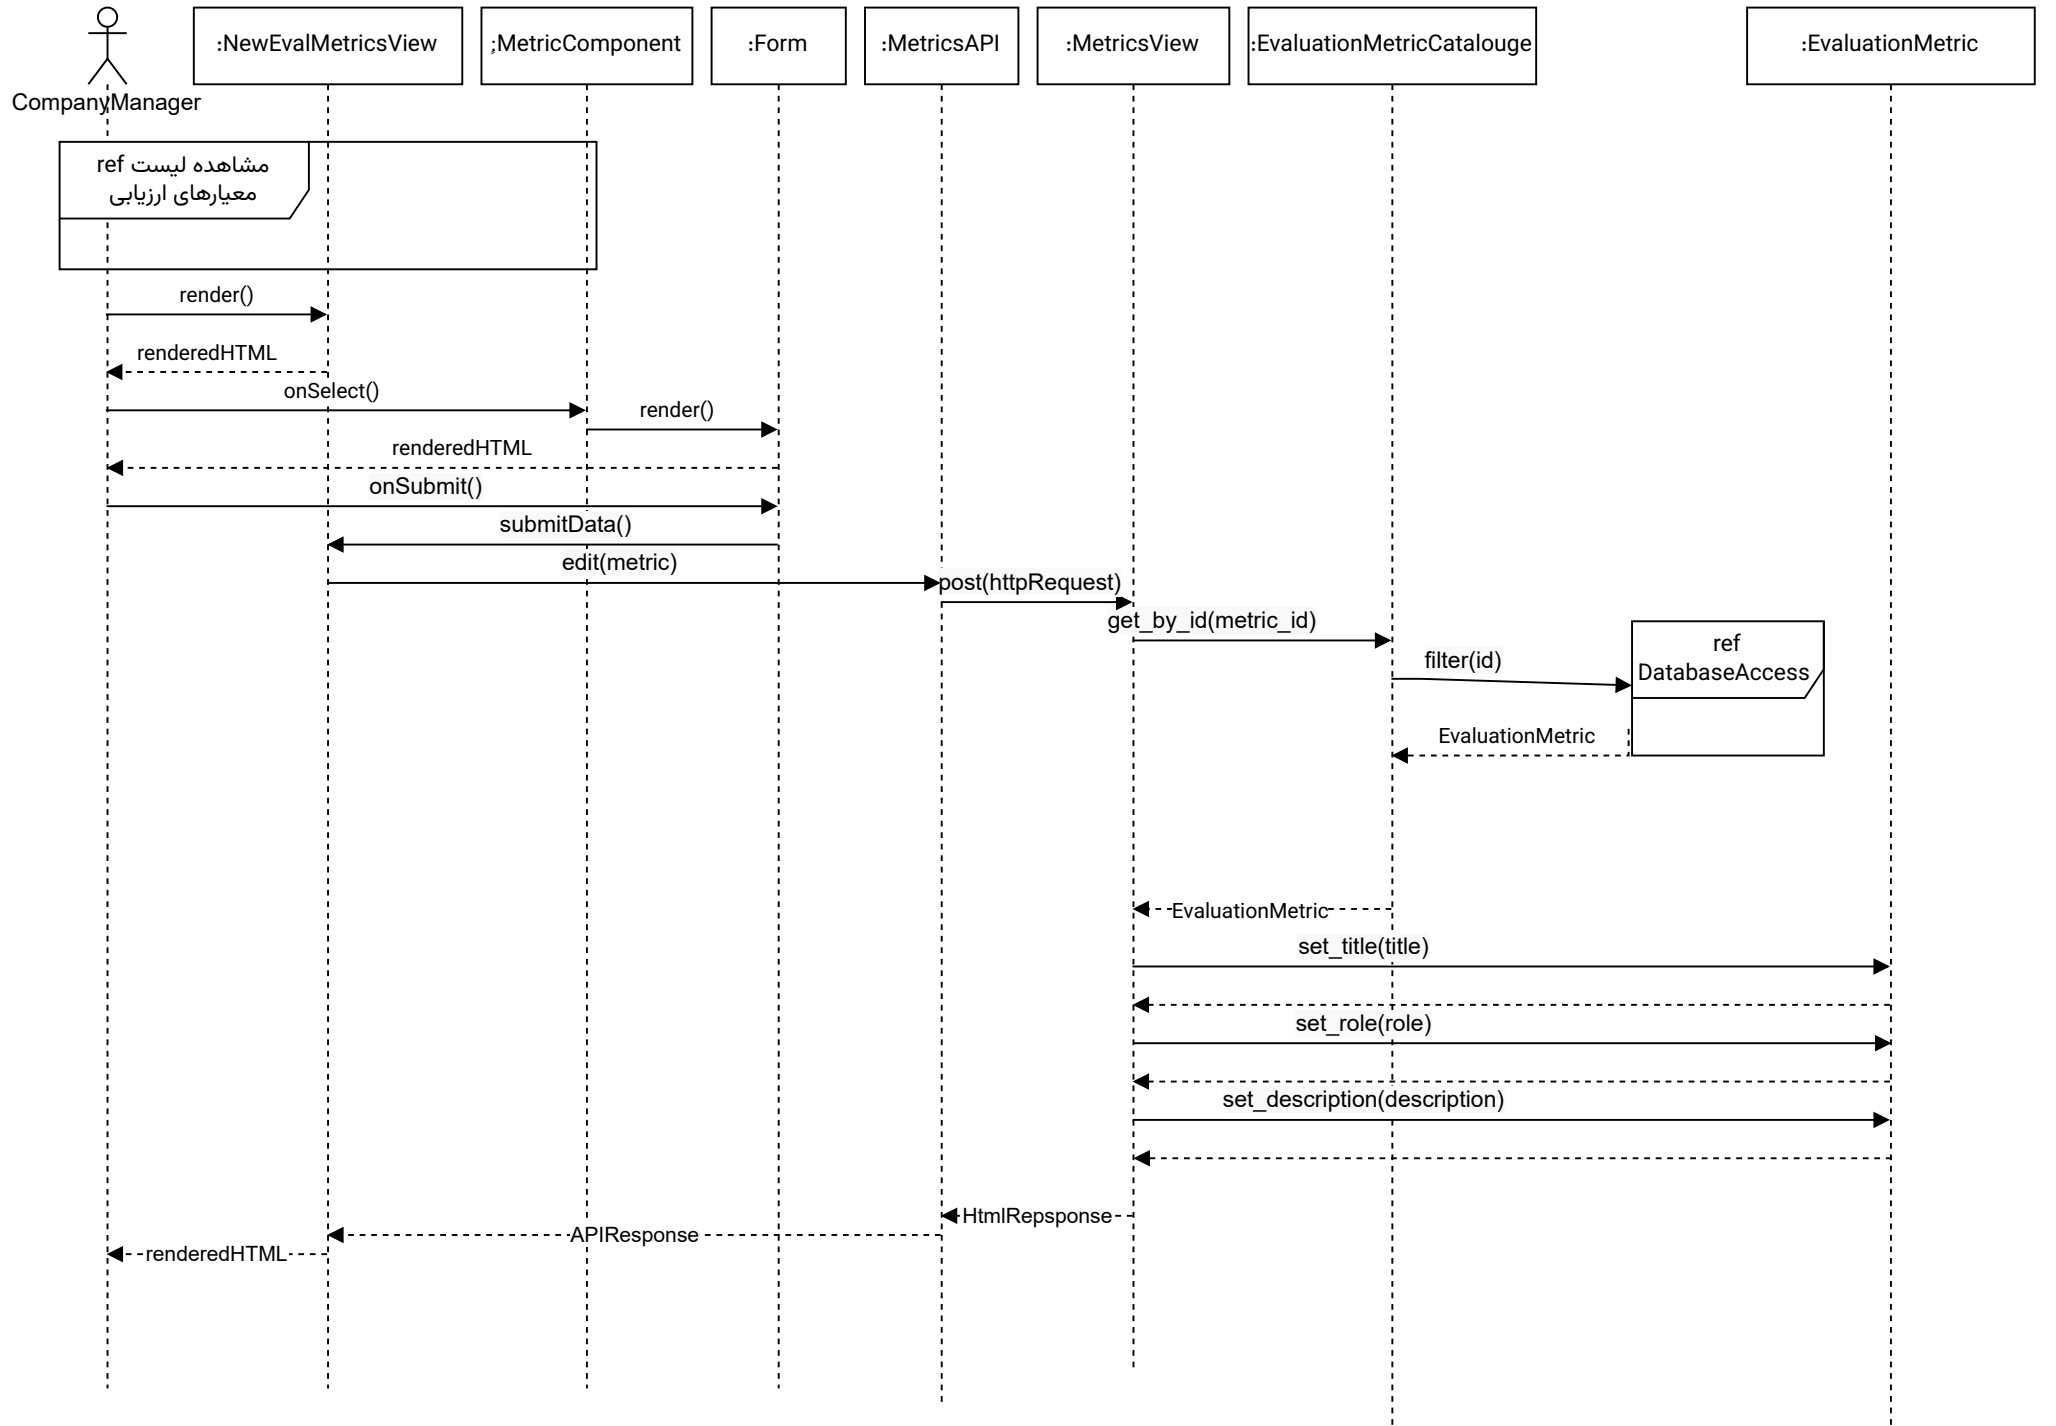 :NewEvalMetricsView
:MetricComponent
:Form
:MetricsAPI
:MetricsView
:EvaluationMetricCatalouge
:EvaluationMetric
CompanyManager
ref مشاهده لیست
معیارهای ارزیابی
render()
renderedHTML
onSelect()
render()
renderedHTML
onSubmit()
submitData()
edit(metric)
post(httpRequest)
get_by_id(metric_id)
filter(id)
ref
DatabaseAccess
EvaluationMetric
EvaluationMetric
set_title(title)
set_role(role)
set_description(description)
HtmlRepsponse
APIResponse
renderedHTML